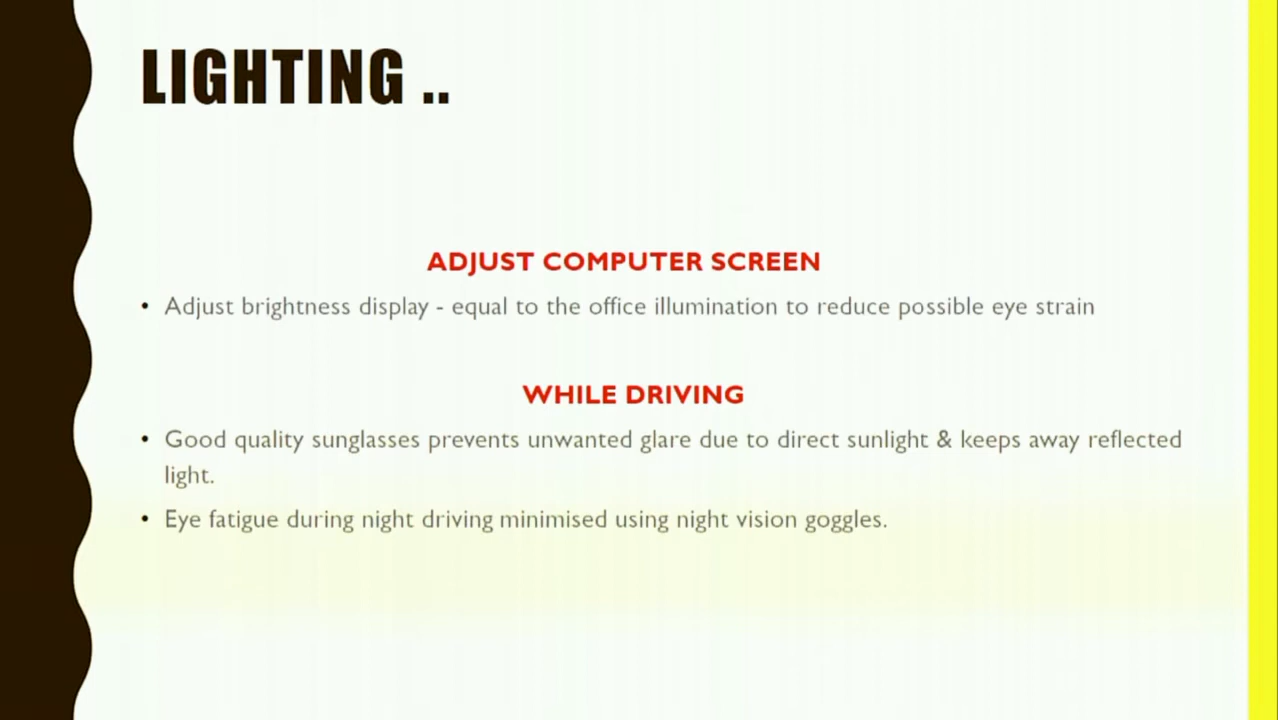 LIGHTING ..
ADJUST COMPUTER SCREEN
• Adjust brightness display - equal to the office illumination to reduce possible eye strain
WHILE DRIVING
• Good quality sunglasses prevents unwanted glare due to direct sunlight & keeps away reflected
light.
• Eye fatigue during night driving minimised using night vision goggles.